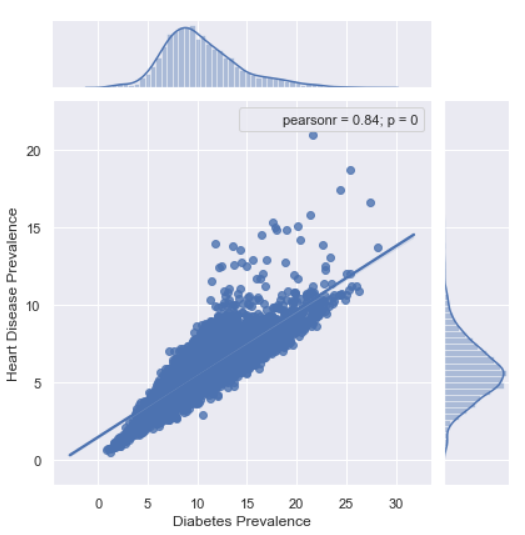 pearsonr = 0.84; p = 0
Heart Disease Prevalence
20
15
10
5
0
0 5 10 15 20 25 30
Diabetes Prevalence